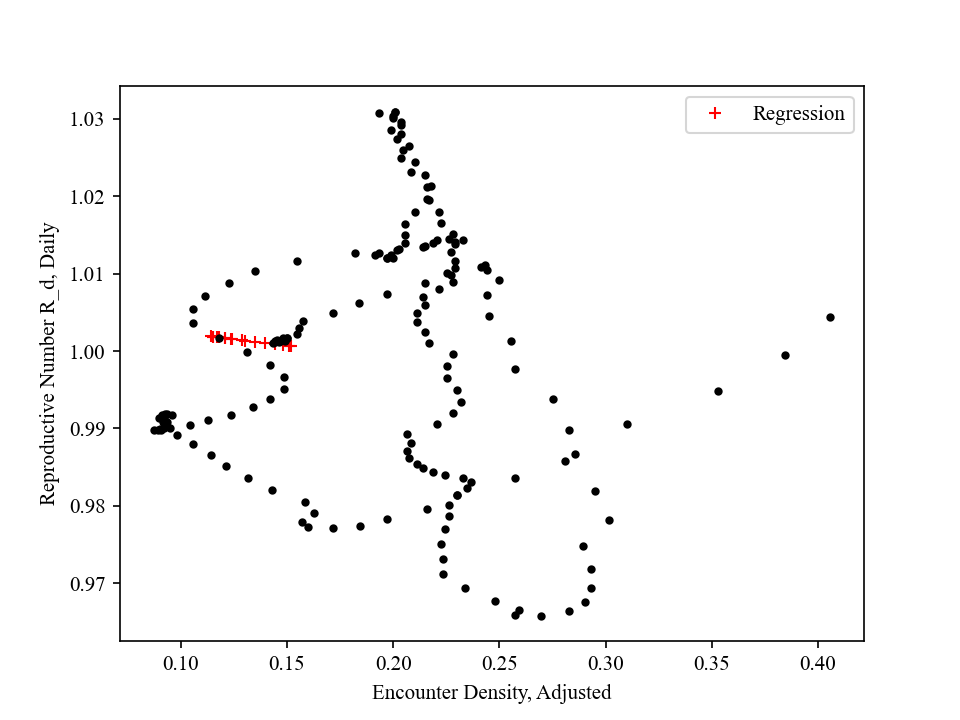 Regression
1.03
1.02
1.01
1.00
0.99
0.98
0.97
Reproductive Number R_d, Daily
0.10 0.15 0.20 0.25 0.30 0.35 0.40
Encounter Density, Adjusted